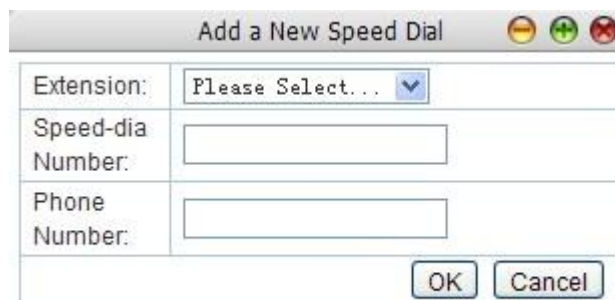 Add a New Speed Dial
Extension: Please Select...
Speed-dia
Number:
Phone
Number:
OK Cancel